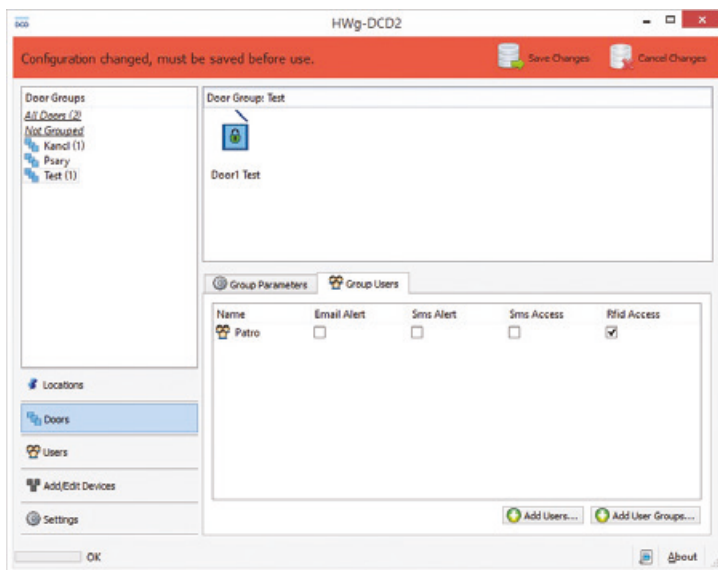 DCD
HWg-DCD2
Configuration changed, must be saved before use.
Save Changes
Cancel Changes
Door Groups
All Doors (2)
Not Grouped
Kancl (1)
Psary
Test (1)
Door Group: Test
Door1 Test
Group Parameters
Group Users
Name Email Alert Sms Alert Sms Access Rfid Access
Patro
Locations
Doors
Users
Add/Edit Devices
Settings
Add Users...
Add User Groups...
OK
About